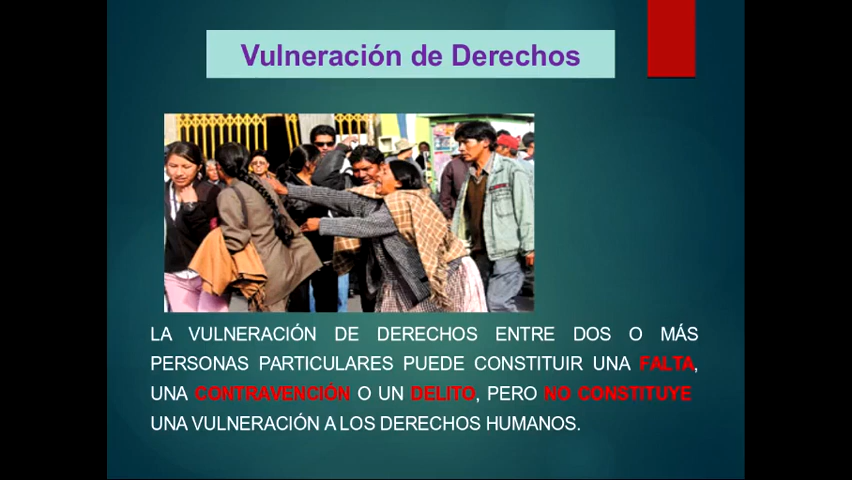 Vulneración de Derechos
LA VULNERACIÓN DE DERECHOS ENTRE DOS O MÁS
PERSONAS PARTICULARES PUEDE CONSTITUIR UNA FALTA,
UNA CONTRAVENCIÓN O UN DELITO, PERO NO CONSTITUYE
UNA VULNERACIÓN A LOS DERECHOS HUMANOS.